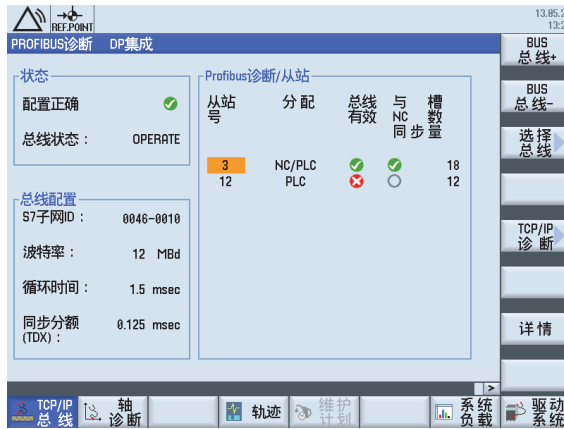 REF.POINT
13.05.2
13:2
PROFIBUS诊断 DP集成
状态
配置正确
总线状态： OPERATE
总线配置
S7子网ID： 0046-0010
波特率： 12 MBd
循环时间： 1.5 msec
同步分额 0.125 msec
(TDX)：
Profibus诊断/从站
从站 分配 总线 与 槽
号 有效 NC 数
同步 量
3 NC/PLC 18
12 PLC 12
BUS
总线+
BUS
总线-
选择
总线
TCP/IP
诊断
详情
>
TCP/IP
总线
轴
诊断
轨迹
维护
计划
系统
负载
驱动
系统